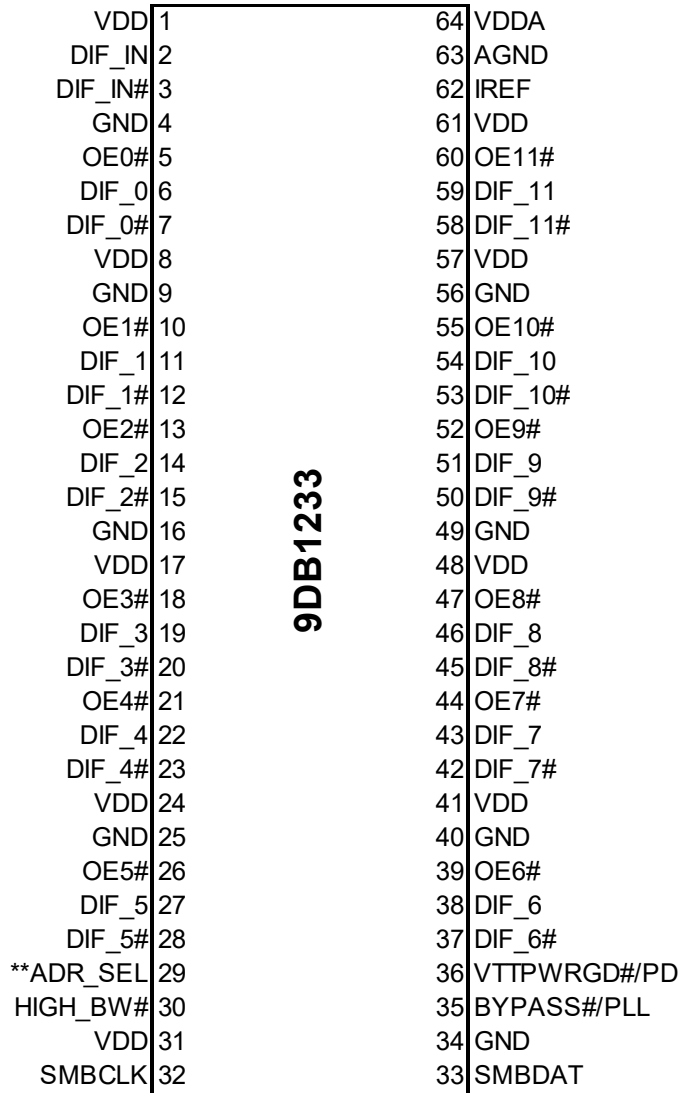 VDD 1 64 VDDA
DIF_IN 2 63 AGND
DIF_IN# 3 62 IREF
GND 4 61 VDD
OE0# 5 60 OE11#
DIF_0 6 59 DIF_11
DIF_0# 7 58 DIF_11#
VDD 8 57 VDD
GND 9 56 GND
OE1# 10 55 OE10#
DIF_1 11 54 DIF_10
DIF_1# 12 53 DIF_10#
OE2# 13 52 OE9#
DIF_2 14 51 DIF_9
DIF_2# 15 50 DIF_9#
GND 16 49 GND
VDD 17 48 VDD
OE3# 18 47 OE8#
DIF_3 19 46 DIF_8
DIF_3# 20 45 DIF_8#
OE4# 21 44 OE7#
DIF_4 22 43 DIF_7
DIF_4# 23 42 DIF_7#
VDD 24 41 VDD
GND 25 40 GND
OE5# 26 39 OE6#
DIF_5 27 38 DIF_6
DIF_5# 28 37 DIF_6#
**ADR_SEL 29 36 VTTPWRGD#/PD
HIGH_BW# 30 35 BYPASS#/PLL
VDD 31 34 GND
SMBCLK 32 33 SMBDAT
9DB1233